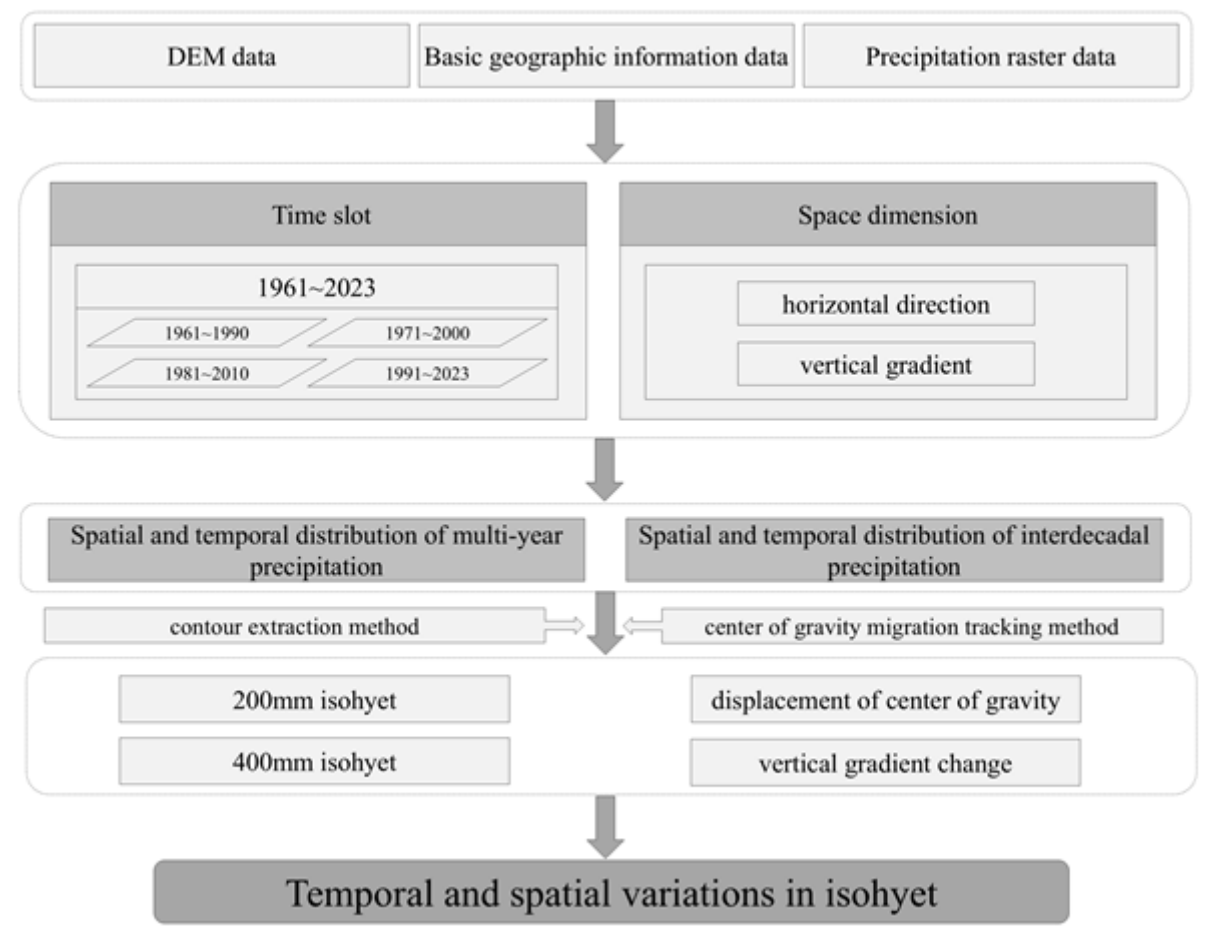 DEM data
Basic geographic information data
Precipitation raster data
Time slot
1961~2023
1961~1990
1971~2000
1981~2010
1991~2023
Space dimension
horizontal direction
vertical gradient
Spatial and temporal distribution of multi-year
precipitation
Spatial and temporal distribution of interdecadal
precipitation
contour extraction method
center of gravity migration tracking method
200mm isohyet
400mm isohyet
displacement of center of gravity
vertical gradient change
Temporal and spatial variations in isohyet